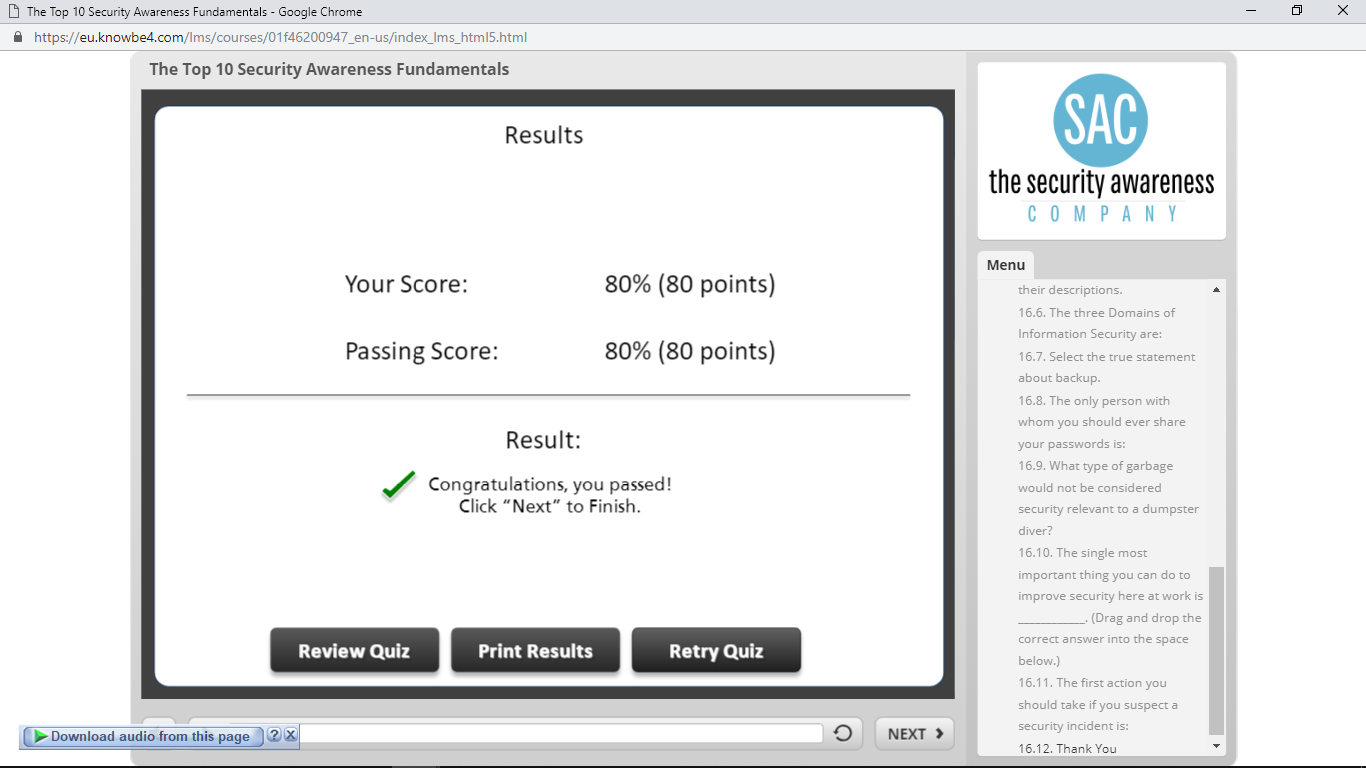 The Top 10 Security Awareness Fundamentals - Google Chrome
https://eu.knowbe4.com/lms/courses/01f46200947_en-us/index_lms_html5.html
The Top 10 Security Awareness Fundamentals
Results
Your Score: 80% (80 points)
Passing Score: 80% (80 points)
Result:
Congratulations, you passed!
Click “Next” to Finish.
Review Quiz
Print Results
Retry Quiz
Download audio from this page
? X
NEXT
SAC
the security awareness
COMPANY
Menu
their descriptions.
16.6. The three Domains of
Information Security are:
16.7. Select the true statement
about backup.
16.8. The only person with
whom you should ever share
your passwords is:
16.9. What type of garbage
would not be considered
security relevant to a dumpster
diver?
16.10. The single most
important thing you can do to
improve security here at work is
____________. (Drag and drop the
correct answer into the space
below.)
16.11. The first action you
should take if you suspect a
security incident is:
16.12. Thank You